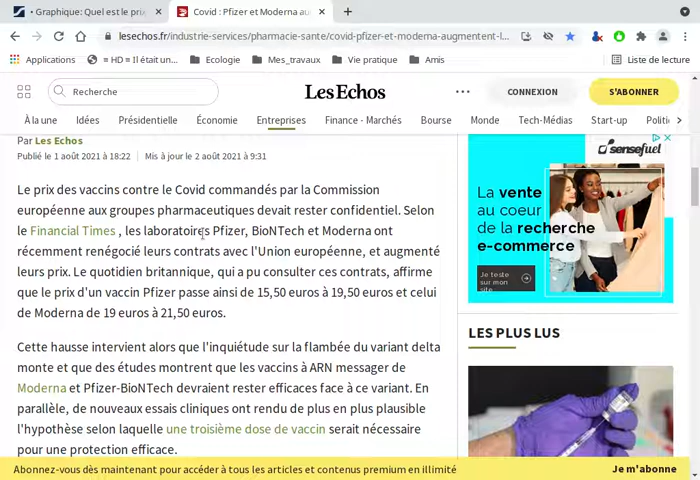 • Graphique: Quel est le prix
Covid : Pfizer et Moderna au
lesechos.fr/industrie-services/pharmacie-sante/covid-pfizer-et-moderna-augmentent-l...
Applications
= HD = Il était un...
Ecologie
Mes_travaux
Vie pratique
Amis
Liste de lecture
Recherche
Les Echos
CONNEXION
S'ABONNER
À la une
Idées
Présidentielle
Économie
Entreprises
Finance - Marchés
Bourse
Monde
Tech-Médias
Start-up
Politi
Par Les Echos
Publié le 1 août 2021 à 18:22 | Mis à jour le 2 août 2021 à 9:31
Le prix des vaccins contre le Covid commandés par la Commission
européenne aux groupes pharmaceutiques devait rester confidentiel. Selon
le Financial Times , les laboratoires Pfizer, BioNTech et Moderna ont
récemment renégocié leurs contrats avec l'Union européenne, et augmenté
leurs prix. Le quotidien britannique, qui a pu consulter ces contrats, affirme
que le prix d'un vaccin Pfizer passe ainsi de 15,50 euros à 19,50 euros et celui
de Moderna de 19 euros à 21,50 euros.
Cette hausse intervient alors que l'inquiétude sur la flambée du variant delta
monte et que des études montrent que les vaccins à ARN messager de
Moderna et Pfizer-BioNTech devraient rester efficaces face à ce variant. En
parallèle, de nouveaux essais cliniques ont rendu de plus en plus plausible
l'hypothèse selon laquelle une troisième dose de vaccin serait nécessaire
pour une protection efficace.
sensefuel
La vente
au coeur
de la recherche
e-commerce
Je teste
sur mon
site
LES PLUS LUS
Abonnez-vous dès maintenant pour accéder à tous les articles et contenus premium en illimité
Je m'abonne